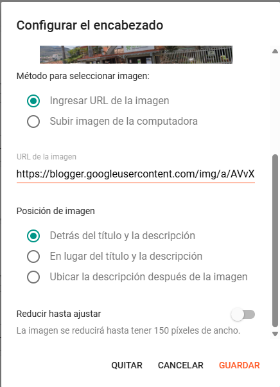 Configurar el encabezado
Método para seleccionar imagen:
Ingresar URL de la imagen
Subir imagen de la computadora
URL de la imagen
https://blogger.googleusercontent.com/img/a/AVvX
Posición de imagen
Detrás del título y la descripción
En lugar del título y la descripción
Ubicar la descripción después de la imagen
Reducir hasta ajustar
La imagen se reducirá hasta tener 150 píxeles de ancho.
QUITAR CANCELAR GUARDAR